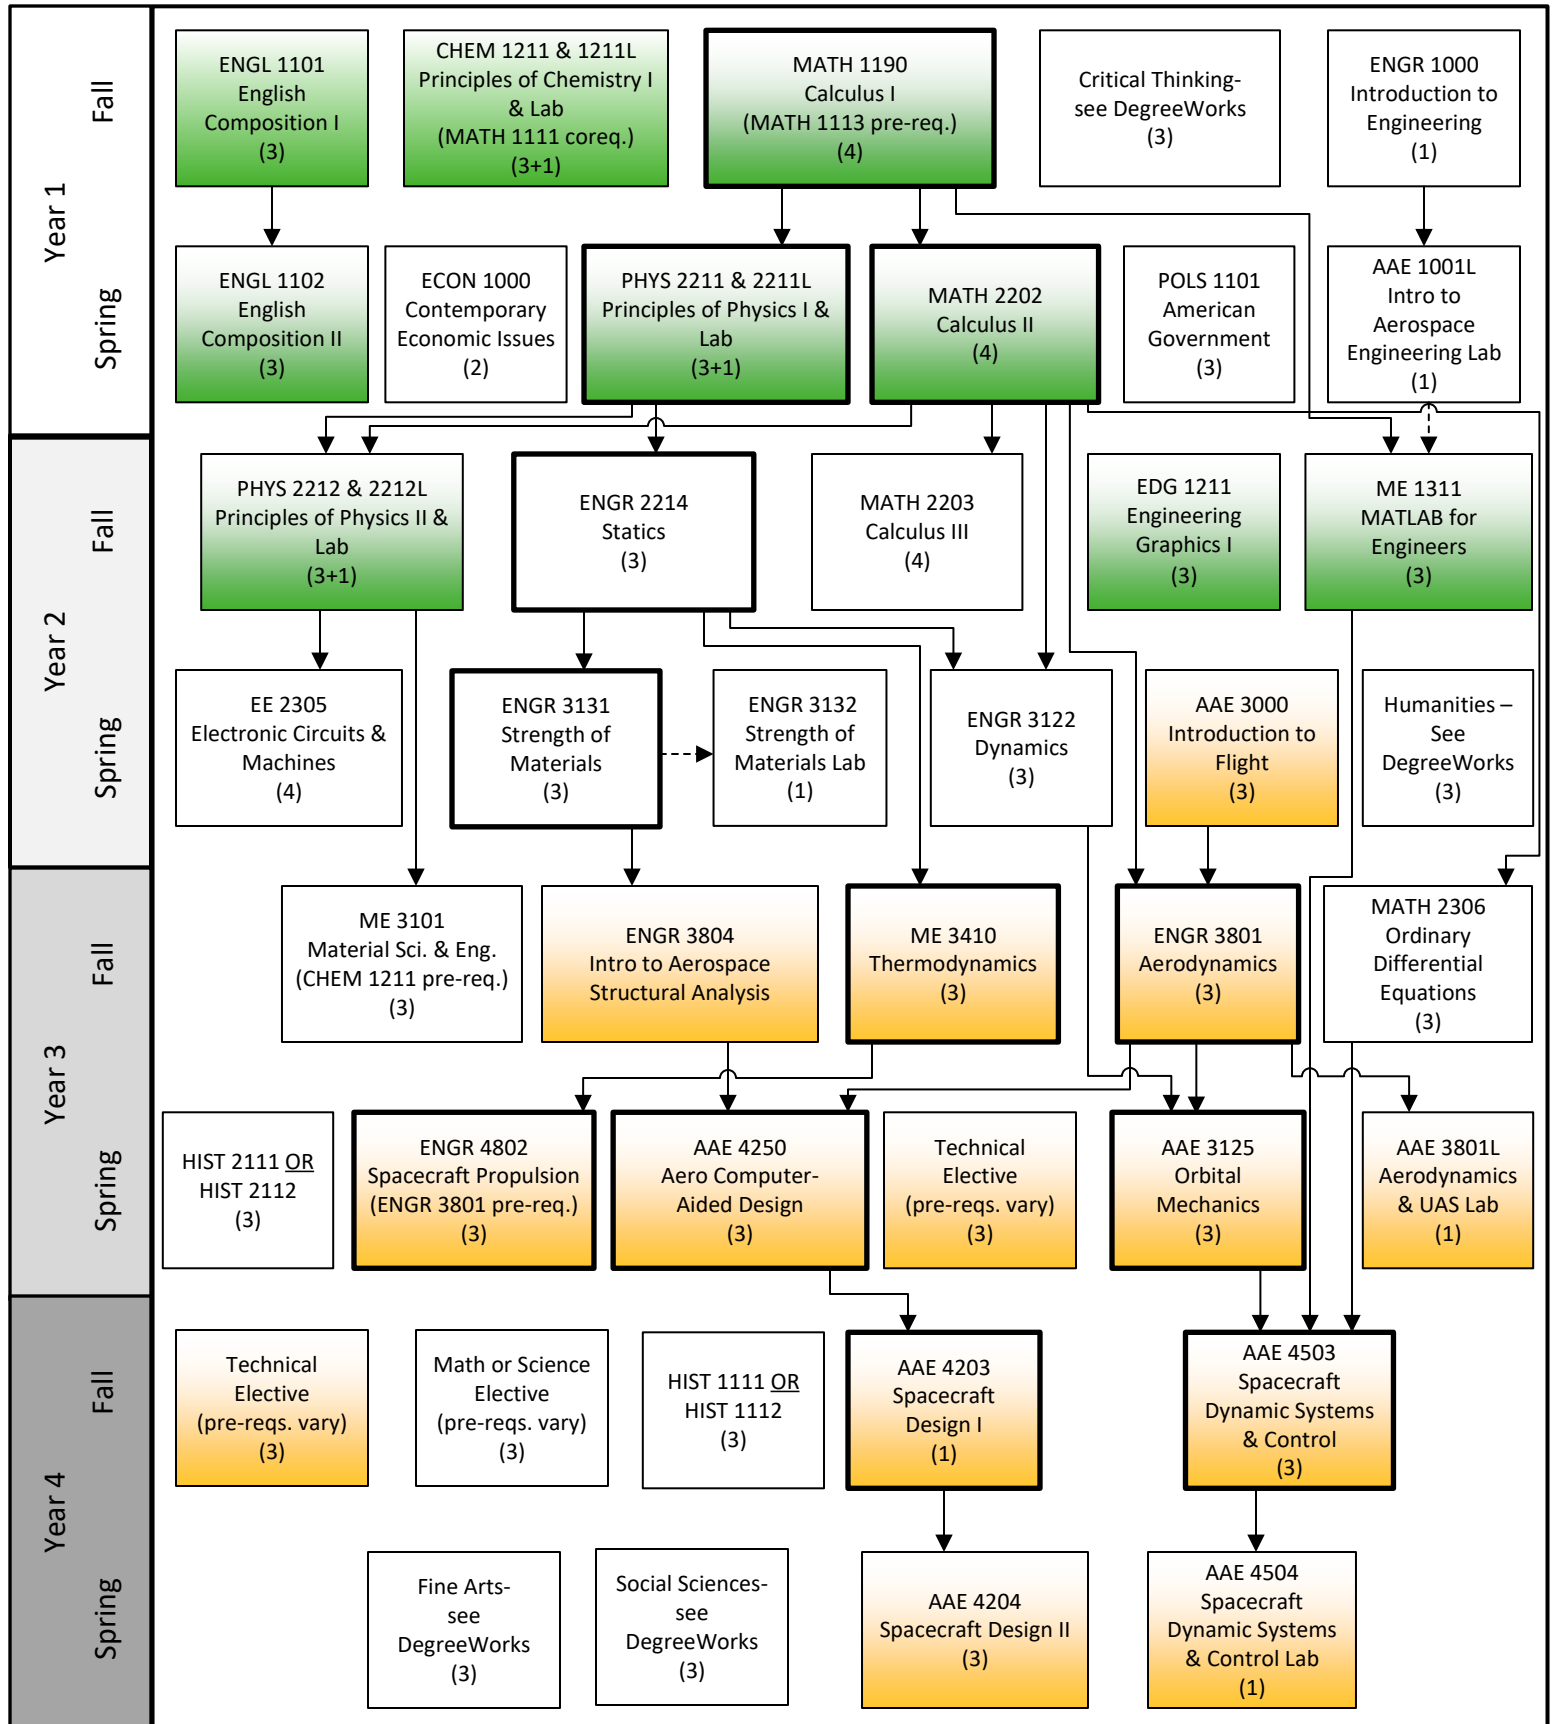 Year 1
Fall
ENGL 1101
English
Composition I
(3)
CHEM 1211 & 1211L
Principles of Chemistry I
& Lab
(MATH 1111 coreq.)
(3+1)
MATH 1190
Calculus I
(MATH 1113 pre-req.)
(4)
Critical Thinking-
see DegreeWorks
(3)
ENGR 1000
Introduction to
Engineering
(1)
Spring
ENGL 1102
English
Composition II
(3)
ECON 1000
Contemporary
Economic Issues
(2)
PHYS 2211 & 2211L
Principles of Physics I &
Lab
(3+1)
MATH 2202
Calculus II
(4)
POLS 1101
American
Government
(3)
AAE 1001L
Intro to
Aerospace
Engineering Lab
(1)
Year 2
Fall
PHYS 2212 & 2212L
Principles of Physics II &
Lab
(3+1)
ENGR 2214
Statics
(3)
MATH 2203
Calculus III
(4)
EDG 1211
Engineering
Graphics I
(3)
ME 1311
MATLAB for
Engineers
(3)
Spring
EE 2305
Electronic Circuits &
Machines
(4)
ENGR 3131
Strength of
Materials
(3)
ENGR 3132
Strength of
Materials Lab
(1)
ENGR 3122
Dynamics
(3)
AAE 3000
Introduction to
Flight
(3)
Humanities –
See
DegreeWorks
(3)
Year 3
Fall
ME 3101
Material Sci. & Eng.
(CHEM 1211 pre-req.)
(3)
ENGR 3804
Intro to Aerospace
Structural Analysis
ME 3410
Thermodynamics
(3)
ENGR 3801
Aerodynamics
(3)
MATH 2306
Ordinary
Differential
Equations
(3)
Spring
HIST 2111 OR
HIST 2112
(3)
ENGR 4802
Spacecraft Propulsion
(ENGR 3801 pre-req.)
(3)
AAE 4250
Aero Computer-
Aided Design
(3)
Technical
Elective
(pre-reqs. vary)
(3)
AAE 3125
Orbital
Mechanics
(3)
AAE 3801L
Aerodynamics
& UAS Lab
(1)
Year 4
Fall
Technical
Elective
(pre-reqs. vary)
(3)
Math or Science
Elective
(pre-reqs. vary)
(3)
HIST 1111 OR
HIST 1112
(3)
AAE 4203
Spacecraft
Design I
(1)
AAE 4503
Spacecraft
Dynamic Systems
& Control
(3)
Spring
Fine Arts-
see
DegreeWorks
(3)
Social Sciences-
see
DegreeWorks
(3)
AAE 4204
Spacecraft Design II
(3)
AAE 4504
Spacecraft
Dynamic Systems
& Control Lab
(1)